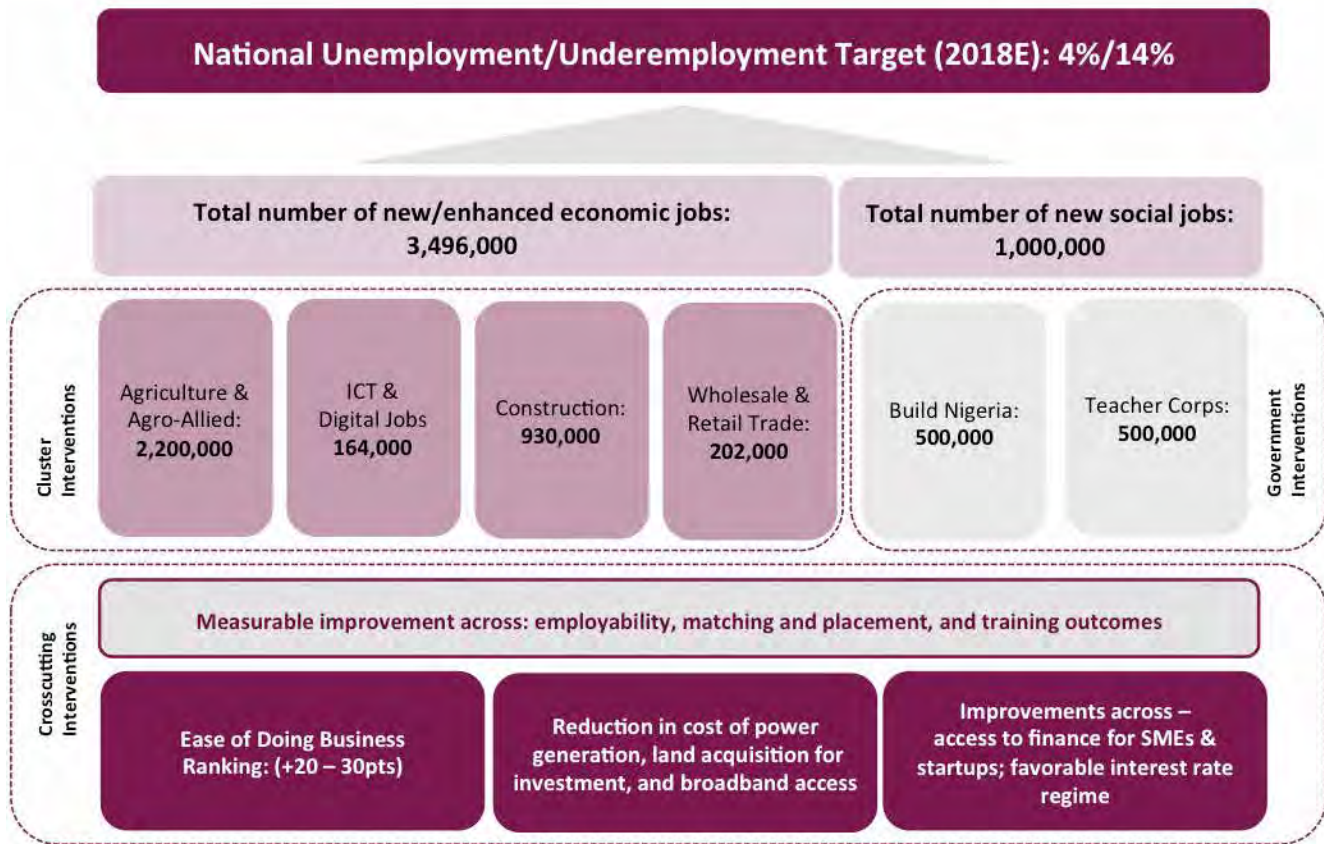 National Unemployment/Underemployment Target (2018E): 4%/14%
Total number of new/enhanced economic jobs:
3,496,000
Total number of new social jobs:
1,000,000
Cluster
Interventions
Agriculture &
Agro-Allied:
2,200,000
ICT &
Digital Jobs
164,000
Construction:
930,000
Wholesale &
Retail Trade:
202,000
Build Nigeria:
500,000
Teacher Corps:
500,000
Government
Interventions
Crosscutting
Interventions
Measurable improvement across: employability, matching and placement, and training outcomes
Ease of Doing Business
Ranking: (+20 – 30pts)
Reduction in cost of power
generation, land acquisition for
investment, and broadband access
Improvements across –
access to finance for SMEs &
startups; favorable interest rate
regime